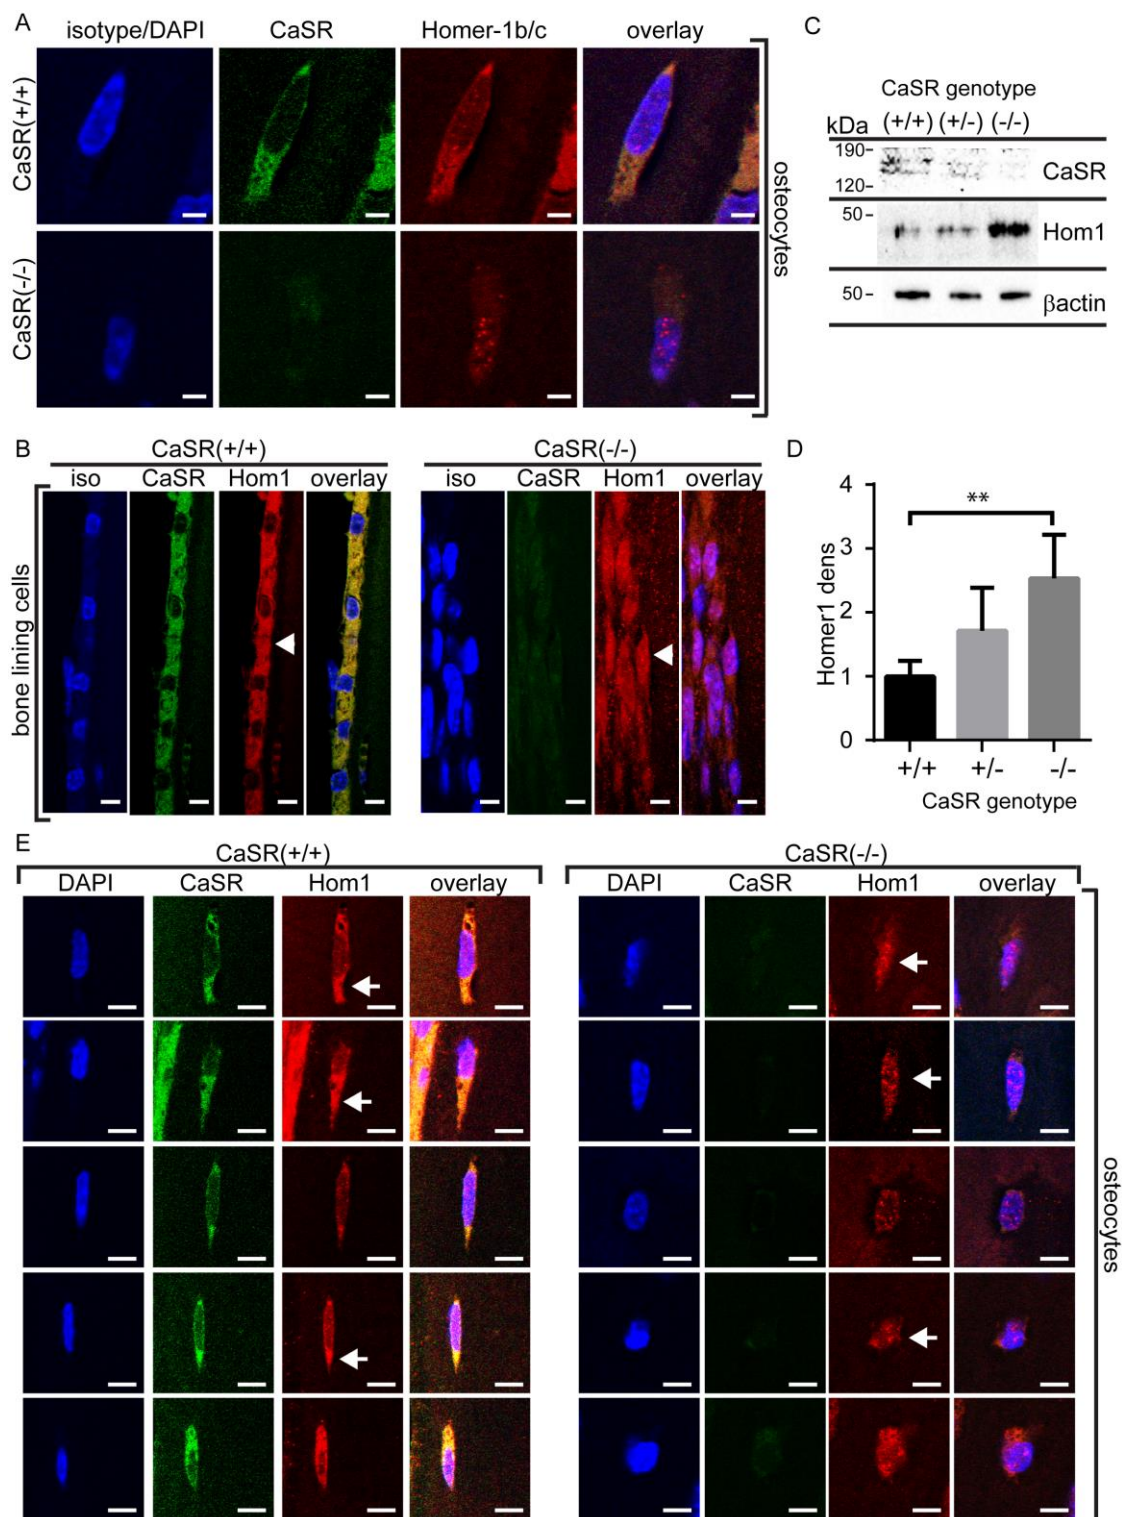 A
isotype/DAPI CaSR Homer-1b/c overlay
CaSR(+/+)
CaSR(-/-)
osteocytes
C
CaSR genotype
kDa (+/+) (+/-) (-/-)
190-
CaSR
120-
50-
Hom1
50-
βactin
B
CaSR(+/+) CaSR(-/-)
iso CaSR Hom1 overlay iso CaSR Hom1 overlay
bone lining cells
D
**
Homer1 dens
4
3
2
1
0
+/+ +/- -/-
CaSR genotype
E
CaSR(+/+) CaSR(-/-)
DAPI CaSR Hom1 overlay DAPI CaSR Hom1 overlay
osteocytes